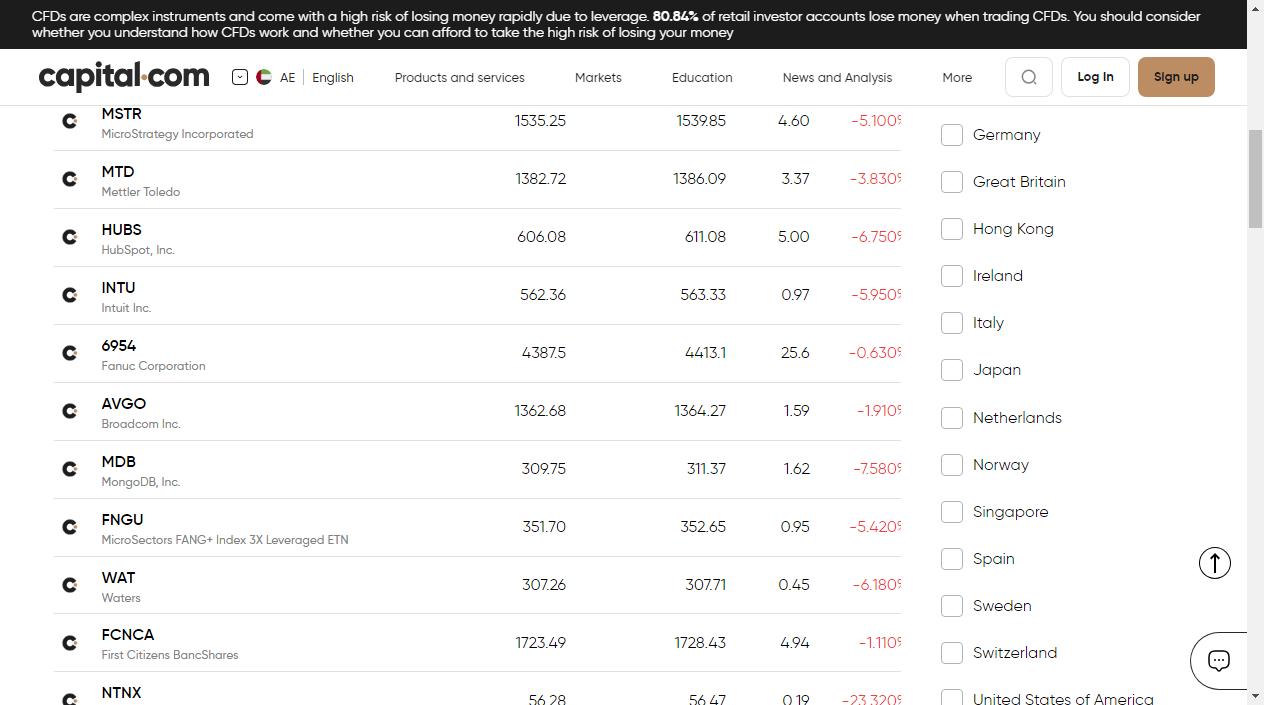 CFDs are complex instruments and come with a high risk of losing money rapidly due to leverage. 80.84% of retail investor accounts lose money when trading CFDs. You should consider
whether you understand how CFDs work and whether you can afford to take the high risk of losing your money
capital.com AE English Products and services Markets Education News and Analysis More Log In Sign up
MSTR
MicroStrategy Incorporated
1535.25 1539.85 4.60 -5.100%
MTD
Mettler Toledo
1382.72 1386.09 3.37 -3.830%
HUBS
HubSpot, Inc.
606.08 611.08 5.00 -6.750%
INTU
Intuit Inc.
562.36 563.33 0.97 -5.950%
6954
Fanuc Corporation
4387.5 4413.1 25.6 -0.630%
AVGO
Broadcom Inc.
1362.68 1364.27 1.59 -1.910%
MDB
MongoDB, Inc.
309.75 311.37 1.62 -7.580%
FNGU
MicroSectors FANG+ Index 3X Leveraged ETN
351.70 352.65 0.95 -5.420%
WAT
Waters
307.26 307.71 0.45 -6.180%
FCNCA
First Citizens BancShares
1723.49 1728.43 4.94 -1.110%
NTNX
56.28 56.47 0.19 -23.320%
Germany
Great Britain
Hong Kong
Ireland
Italy
Japan
Netherlands
Norway
Singapore
Spain
Sweden
Switzerland
United States of America